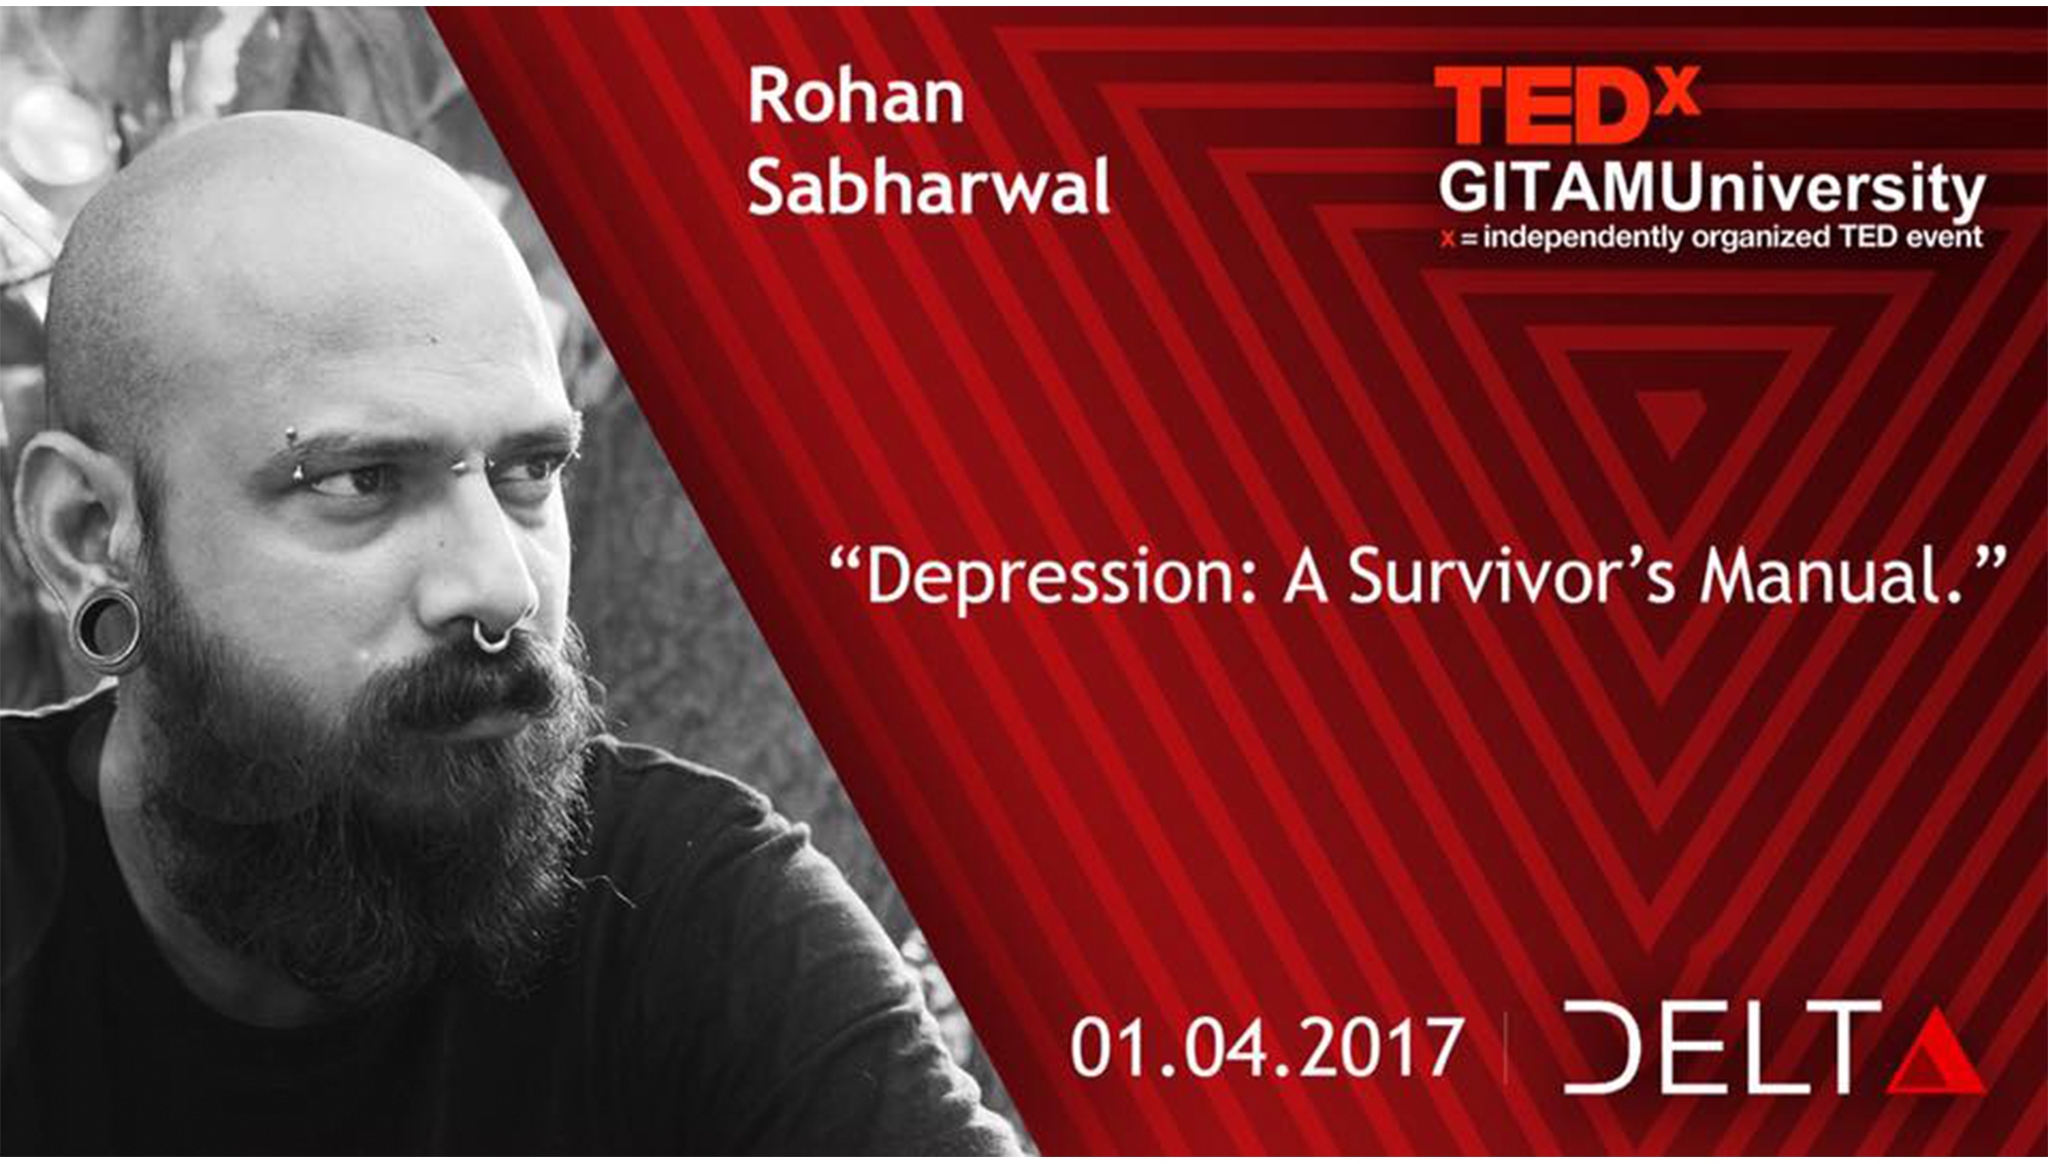 Rohan
Sabharwal
TEDx
GITAMUniversity
x = independently organized TED event
“Depression: A Survivor’s Manual.”
01.04.2017
DELTA